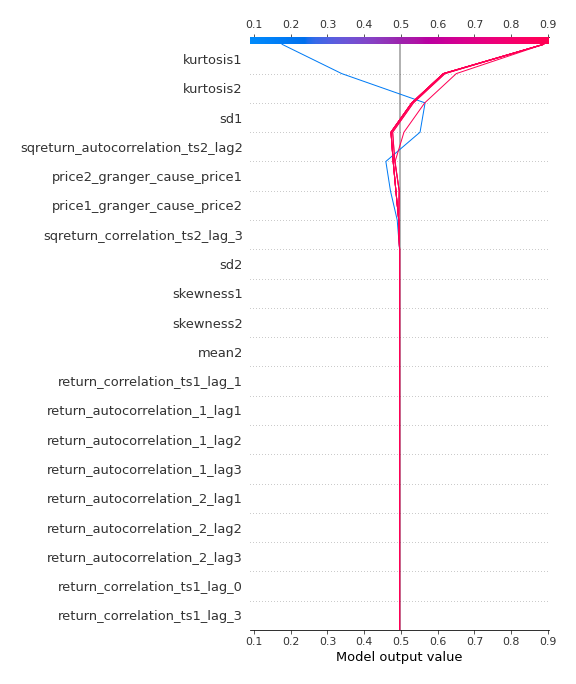 0.1 0.2 0.3 0.4 0.5 0.6 0.7 0.8 0.9
kurtosis1
kurtosis2
sd1
sqreturn_autocorrelation_ts2_lag2
price2_granger_cause_price1
price1_granger_cause_price2
sqreturn_correlation_ts2_lag_3
sd2
skewness1
skewness2
mean2
return_correlation_ts1_lag_1
return_autocorrelation_1_lag1
return_autocorrelation_1_lag2
return_autocorrelation_1_lag3
return_autocorrelation_2_lag1
return_autocorrelation_2_lag2
return_autocorrelation_2_lag3
return_correlation_ts1_lag_0
return_correlation_ts1_lag_3
0.1 0.2 0.3 0.4 0.5 0.6 0.7 0.8 0.9
Model output value